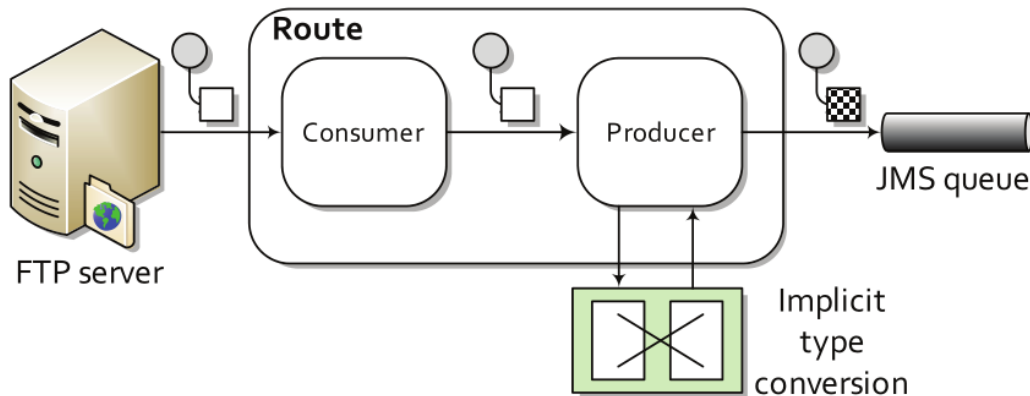 Route
Consumer
Producer
JMS queue
FTP server
Implicit
type
conversion